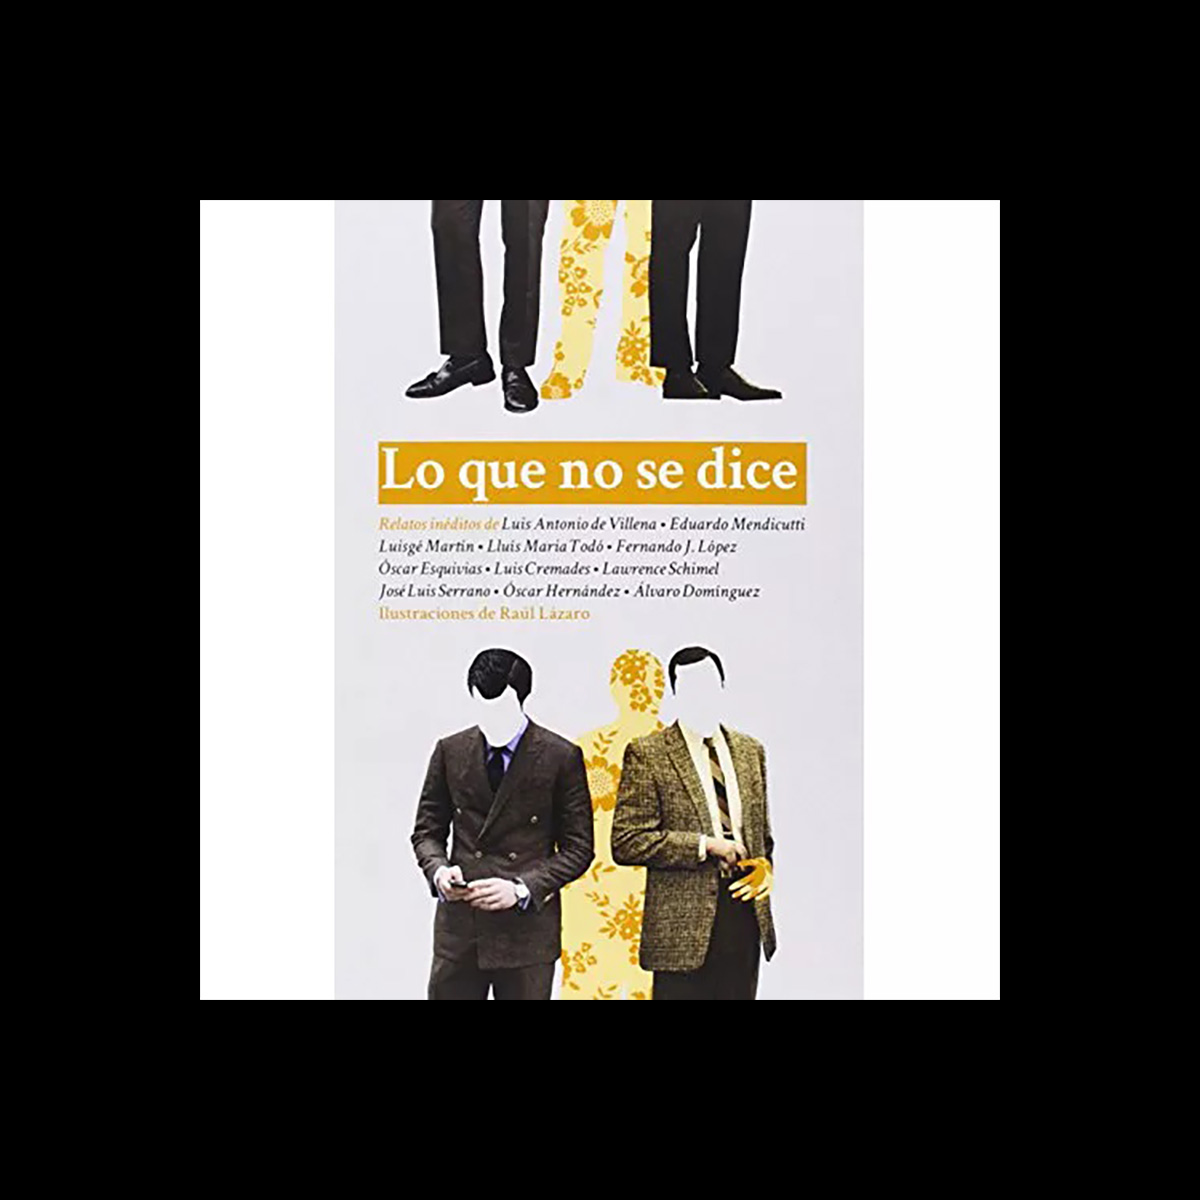 Lo que no se dice
Relatos inéditos de Luis Antonio de Villena • Eduardo Mendicutti
Luisgé Martín • Lluís Maria Todó • Fernando J. López
Óscar Esquivias • Luis Cremades • Lawrence Schimel
José Luis Serrano • Óscar Hernández • Álvaro Domínguez
Ilustraciones de Raúl Lázaro